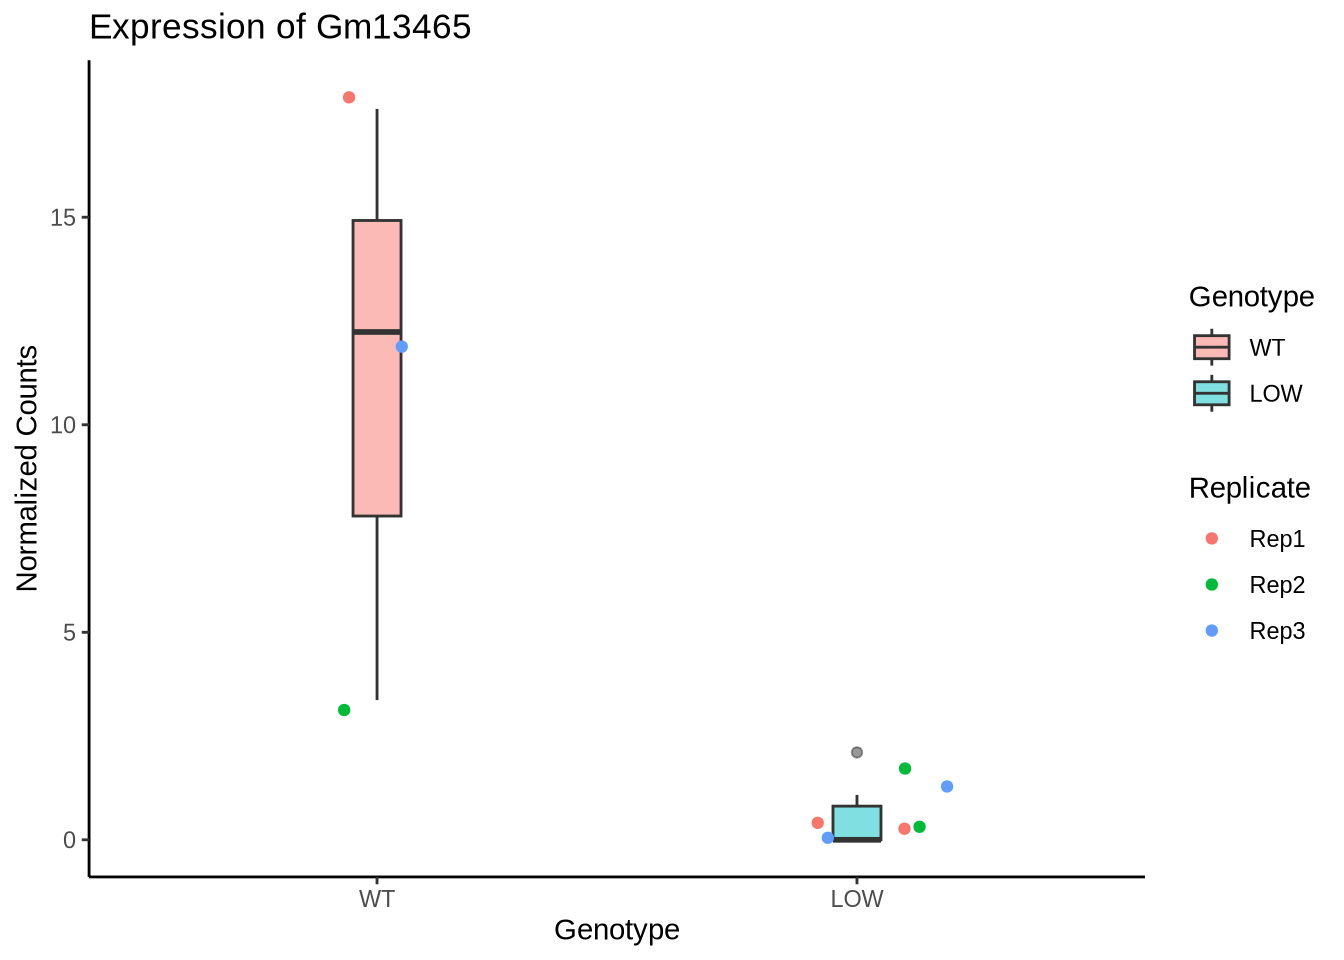 Expression of Gm13465
Normalized Counts
15
10
5
0
WT
LOW
Genotype
Genotype
WT
LOW
Replicate
Rep1
Rep2
Rep3